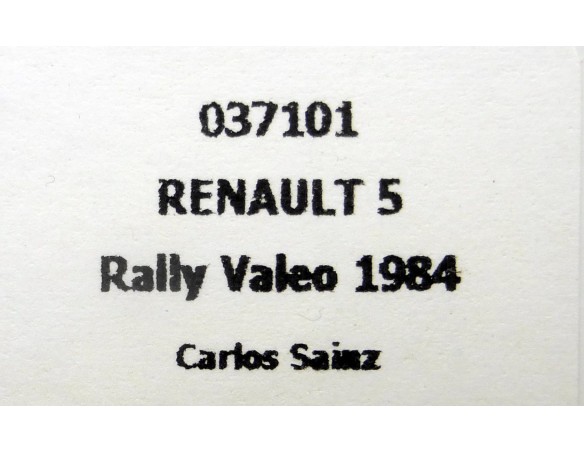 037101
RENAULT 5
Rally Valeo 1984
Carlos Sainz